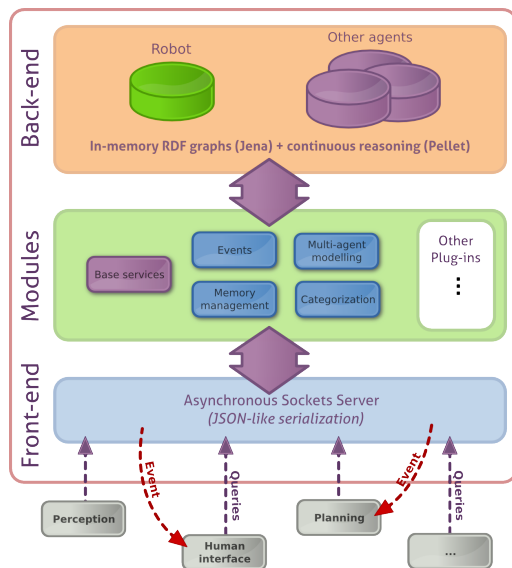 Back-end
Robot
Other agents
In-memory RDF graphs (Jena) + continuous reasoning (Pellet)
Modules
Base services
Events
Multi-agent
modelling
Memory
management
Categorization
Other
Plug-ins
...
Front-end
Asynchronous Sockets Server
(JSON-like serialization)
Event
Queries
Event
Queries
Perception
Human
interface
Planning
...